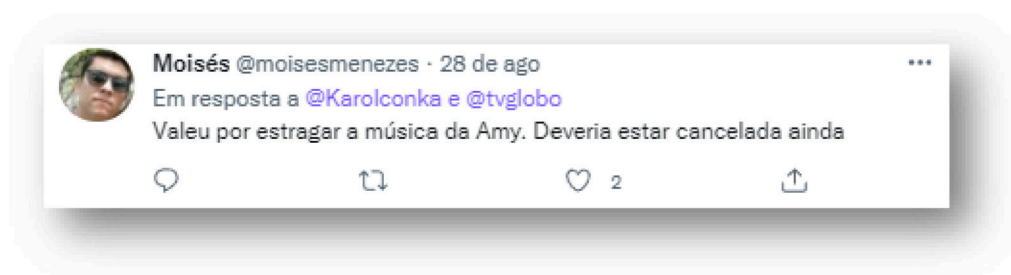 Moisés @moisesmenezes · 28 de ago
Em resposta a @Karolconka e @tvglobo
Valeu por estragar a música da Amy. Deveria estar cancelada ainda
2